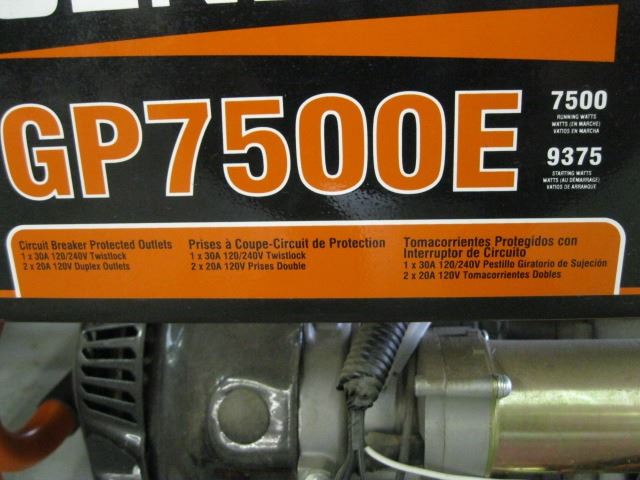 GP7500E
7500
RUNNING WATTS
WATTS (EN MARCHE)
VATIOS EN MARCHA
9375
STARTING WATTS
WATTS (AU DÉMARRAGE)
VATIOS DE ARRANQUE
Circuit Breaker Protected Outlets
1 x 30A 120/240V Twistlock
2 x 20A 120V Duplex Outlets
Prises à Coupe-Circuit de Protection
1 x 30A 120/240V Twistlock
2 x 20A 120V Prises Double
Tomacorrientes Protegidos con
Interruptor de Circuito
1 x 30A 120/240V Pestillo Giratorio de Sujeción
2 x 20A 120V Tomacorrientes Dobles